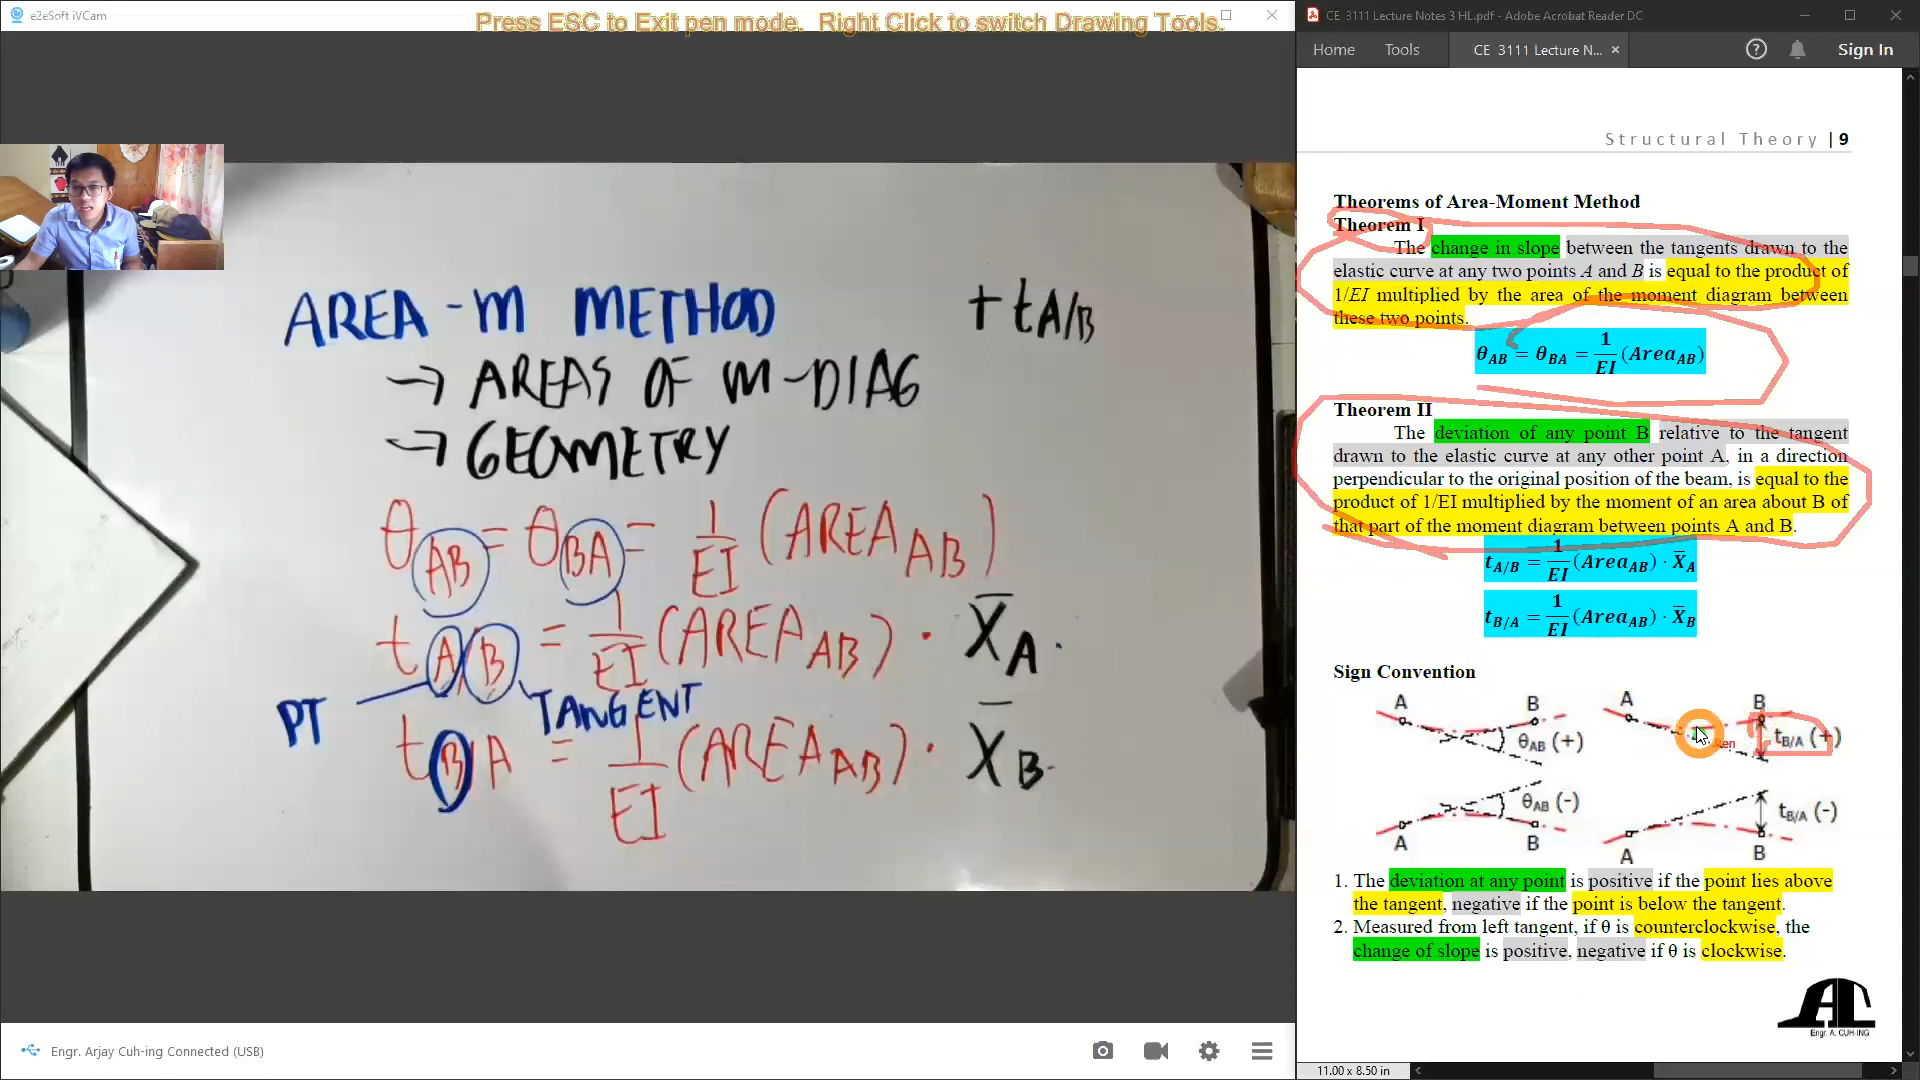 e2eSoft iVCam
Press ESC to Exit pen mode. Right Click to switch Drawing Tools.
AREA - M METHOD
→ AREAS OF M-DIAG
→ GEOMETRY
+ tA/B
θAB = θBA = 1/EI (AREA AB)
tA/B = 1/EI (AREA AB) · X̄A
PT
TANGENT
tB/A = 1/EI (AREA AB) · X̄B
Engr. Arjay Cuh-ing Connected (USB)
CE 3111 Lecture Notes 3 HL.pdf - Adobe Acrobat Reader DC
Home Tools CE 3111 Lecture N... × Sign In
Structural Theory | 9
Theorems of Area-Moment Method
Theorem I
The change in slope between the tangents drawn to the
elastic curve at any two points A and B is equal to the product of
1/EI multiplied by the area of the moment diagram between
these two points.
θAB = θBA = 1/EI (AreaAB)
Theorem II
The deviation of any point B relative to the tangent
drawn to the elastic curve at any other point A, in a direction
perpendicular to the original position of the beam, is equal to the
product of 1/EI multiplied by the moment of an area about B of
that part of the moment diagram between points A and B.
tA/B = 1/EI (AreaAB) · X̄A
tB/A = 1/EI (AreaAB) · X̄B
Sign Convention
A B θAB (+)
A B tB/A (+)
Pen
A B θAB (-)
A B tB/A (-)
1. The deviation at any point is positive if the point lies above
the tangent, negative if the point is below the tangent.
2. Measured from left tangent, if θ is counterclockwise, the
change of slope is positive, negative if θ is clockwise.
Engr. A. CUH-ING
11.00 x 8.50 in